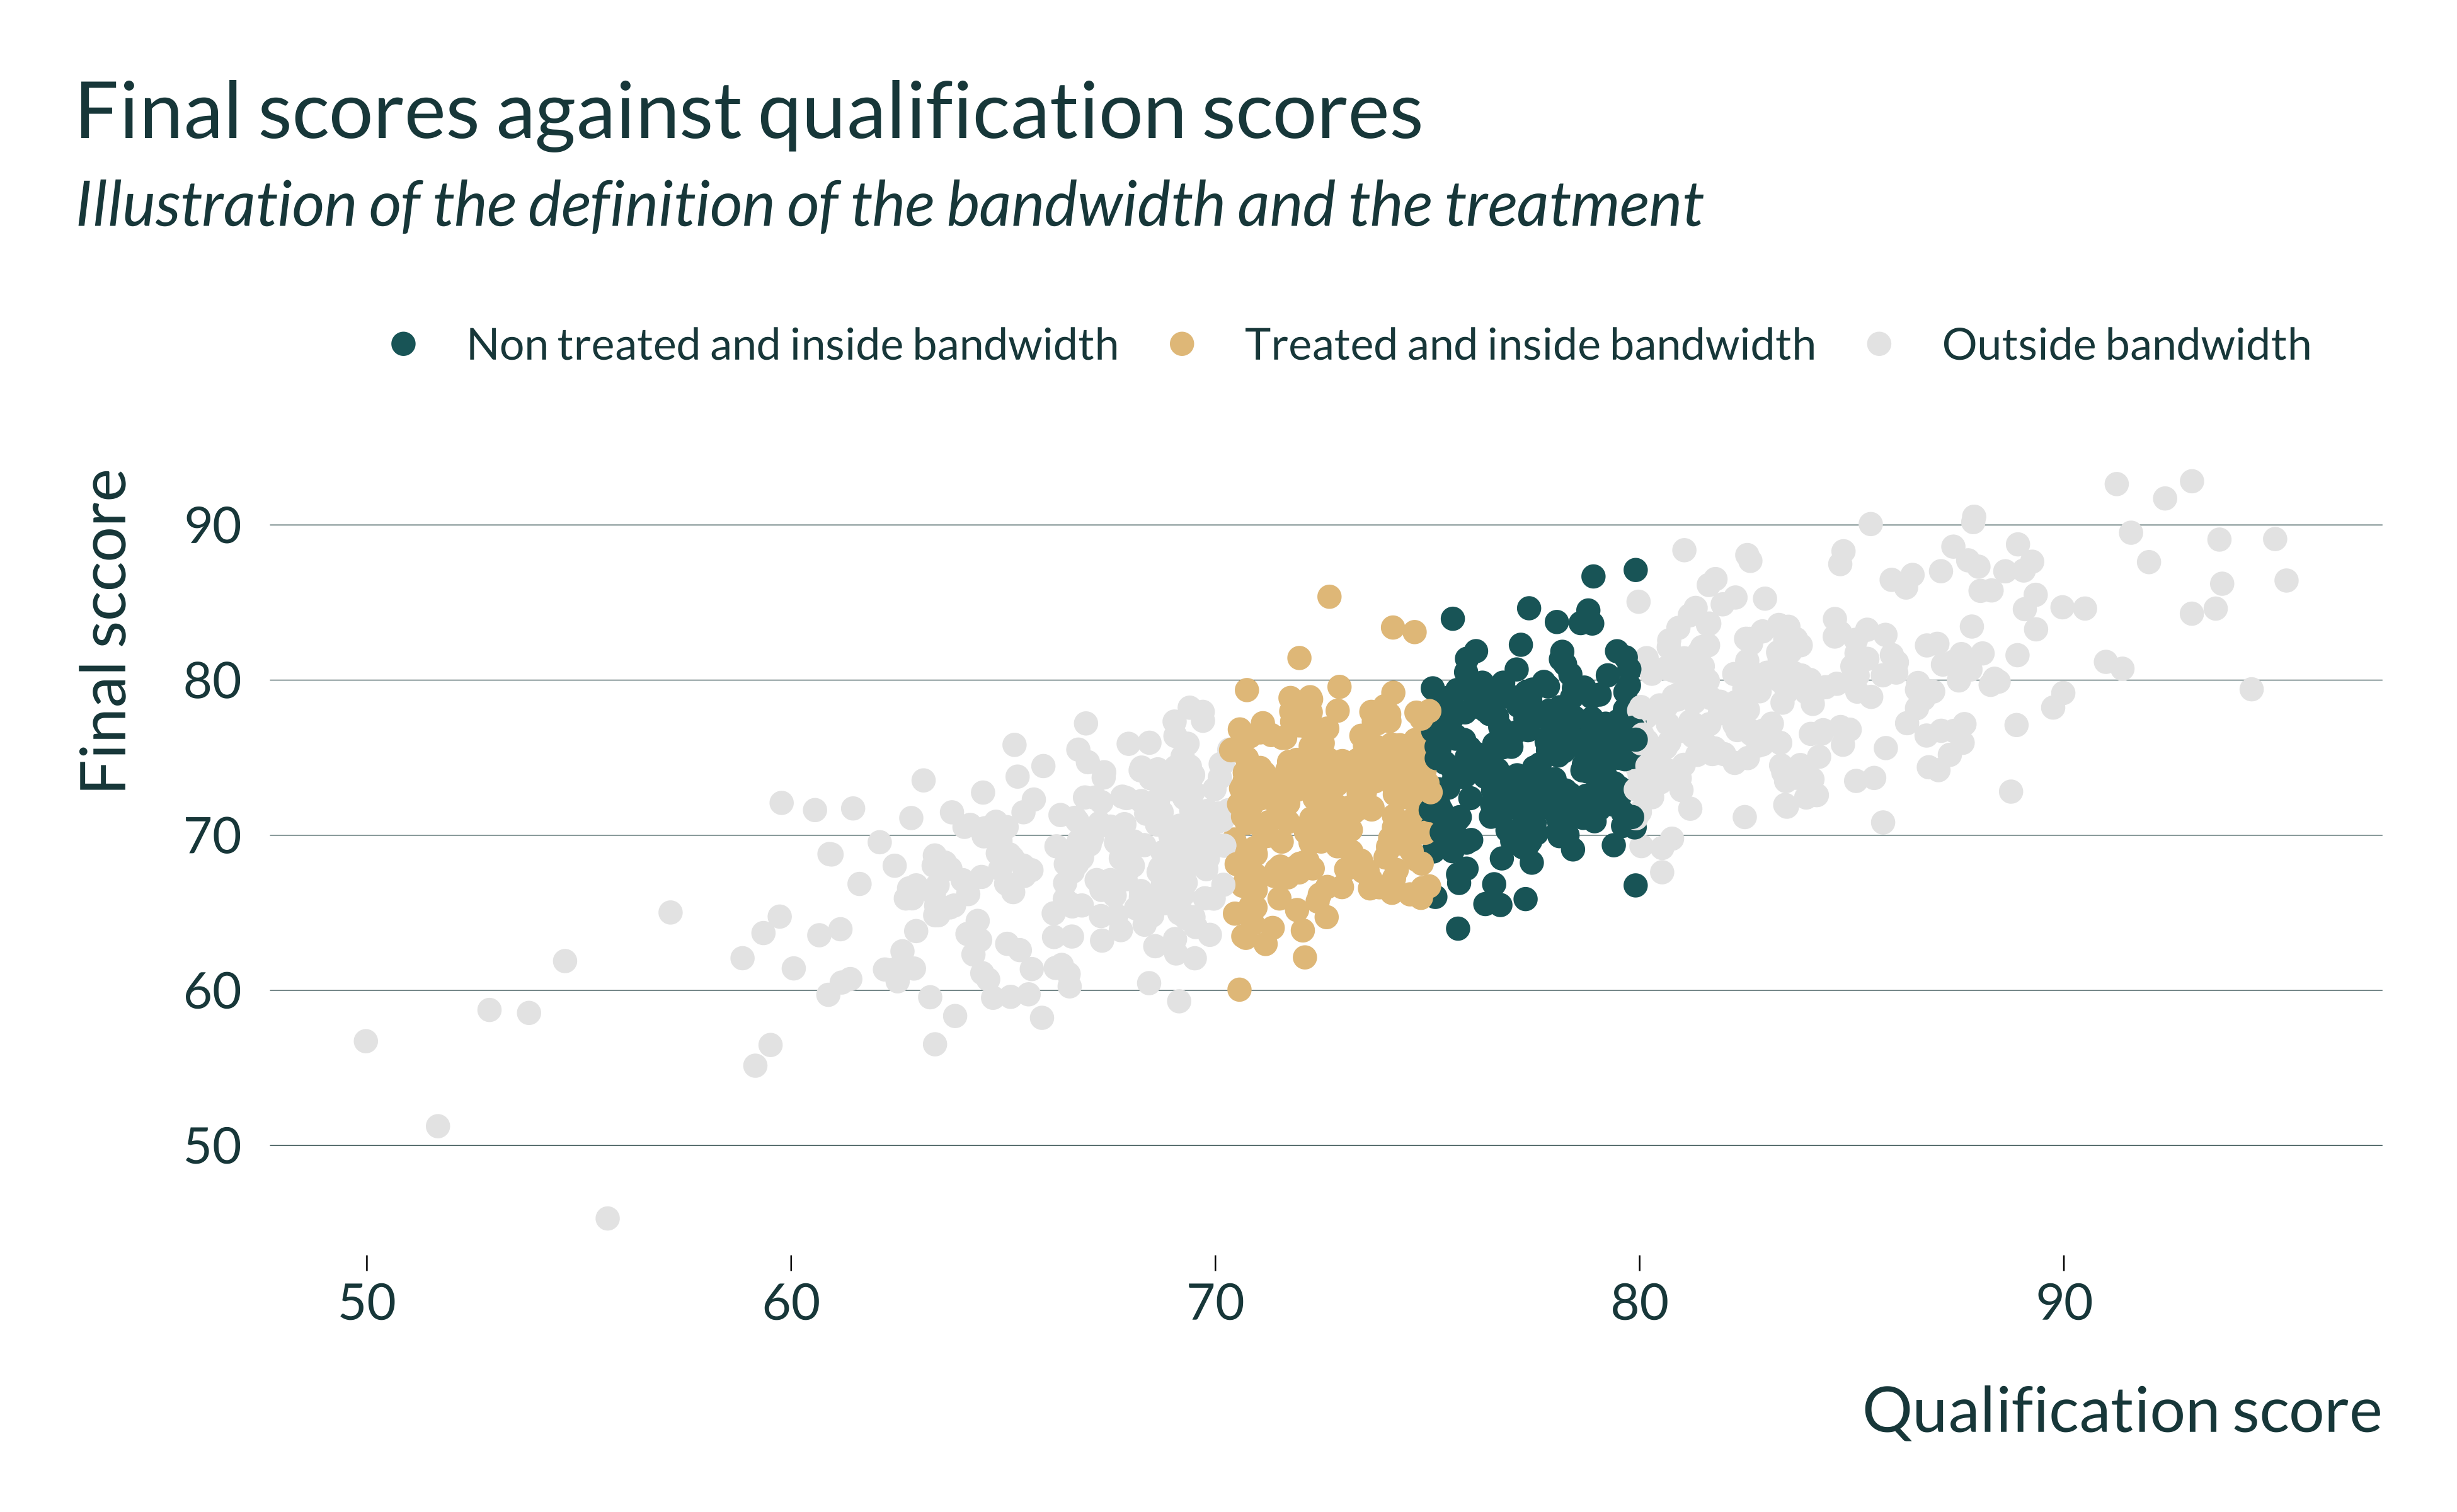 Final scores against qualification scores
Illustration of the definition of the bandwidth and the treatment
Non treated and inside bandwidth Treated and inside bandwidth Outside bandwidth
Final sccore
90
80
70
60
50
50 60 70 80 90
Qualification score